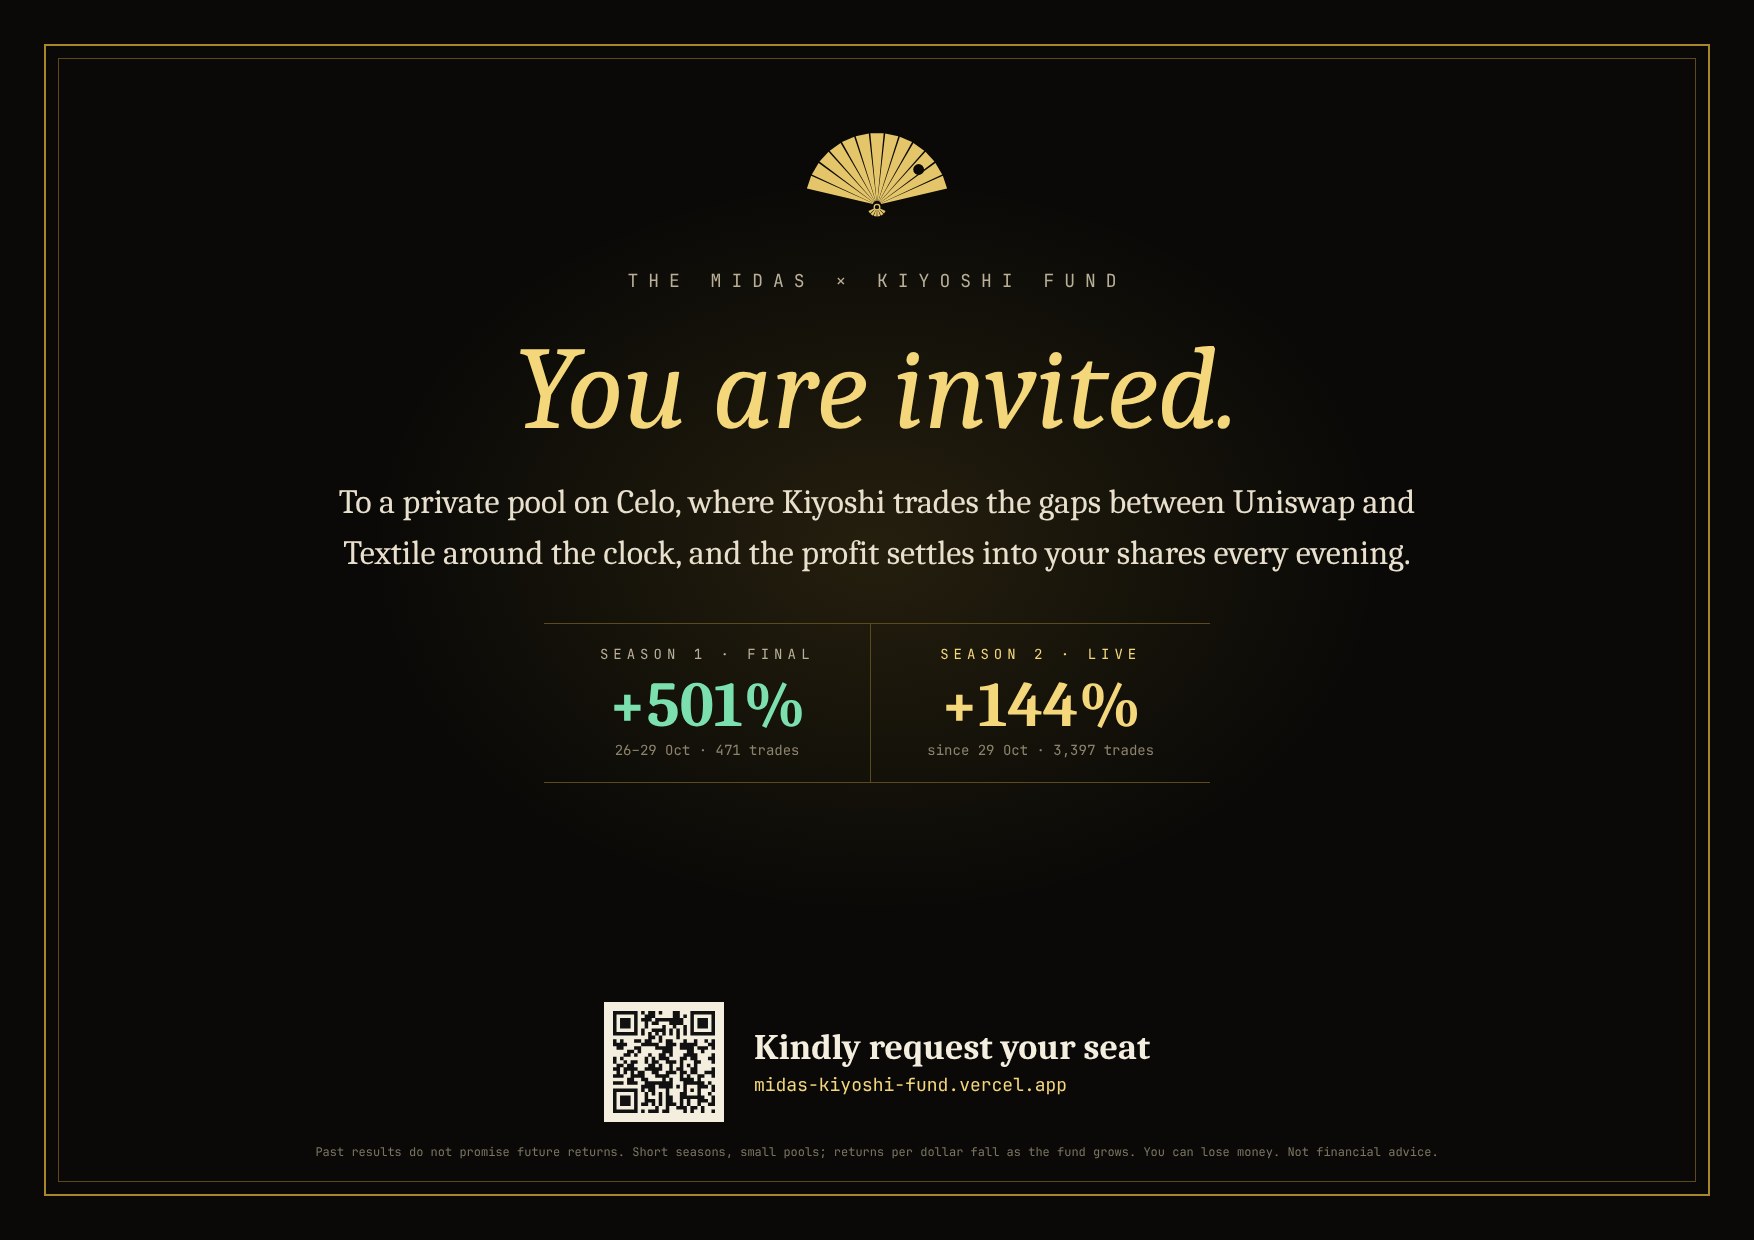 THE MIDAS × KIYOSHI FUND
You are invited.
To a private pool on Celo, where Kiyoshi trades the gaps between Uniswap and
Textile around the clock, and the profit settles into your shares every evening.
SEASON 1 · FINAL
+501%
26–29 Oct · 471 trades
SEASON 2 · LIVE
+144%
since 29 Oct · 3,397 trades
Kindly request your seat
midas-kiyoshi-fund.vercel.app
Past results do not promise future returns. Short seasons, small pools; returns per dollar fall as the fund grows. You can lose money. Not financial advice.